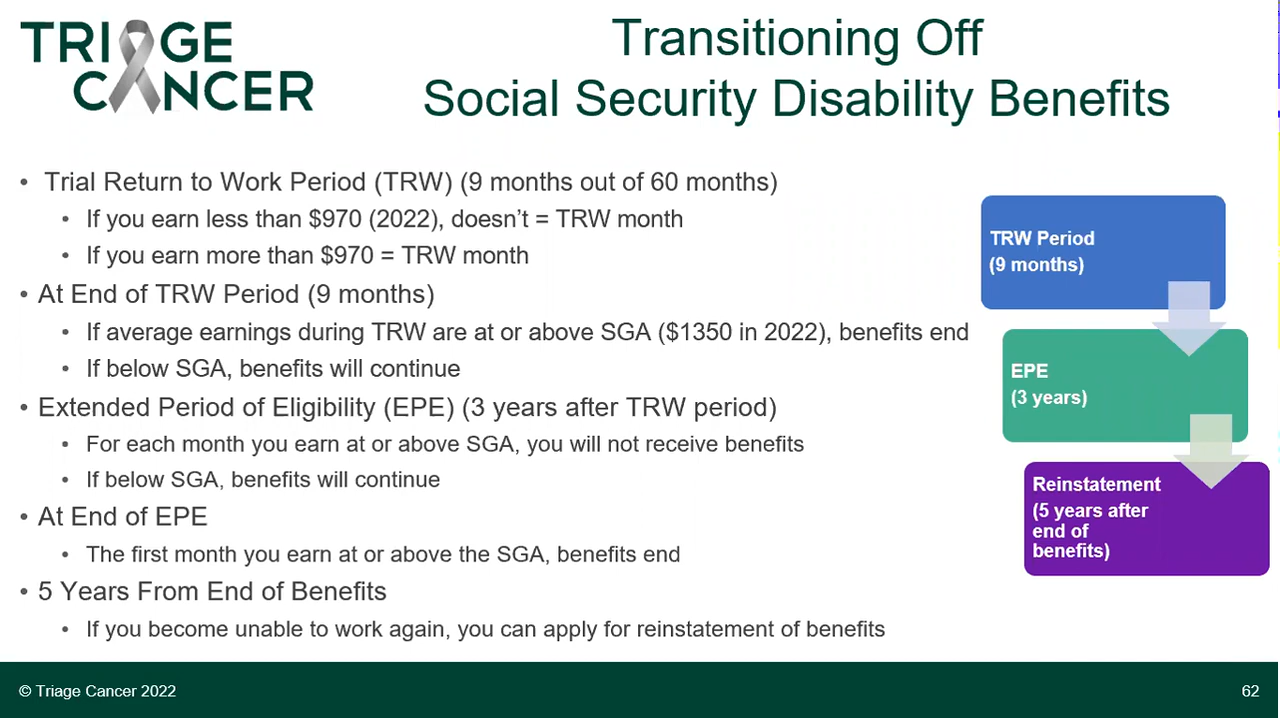 TRIAGE
CANCER
Transitioning Off
Social Security Disability Benefits
• Trial Return to Work Period (TRW) (9 months out of 60 months)
• If you earn less than $970 (2022), doesn’t = TRW month
• If you earn more than $970 = TRW month
• At End of TRW Period (9 months)
• If average earnings during TRW are at or above SGA ($1350 in 2022), benefits end
• If below SGA, benefits will continue
• Extended Period of Eligibility (EPE) (3 years after TRW period)
• For each month you earn at or above SGA, you will not receive benefits
• If below SGA, benefits will continue
• At End of EPE
• The first month you earn at or above the SGA, benefits end
• 5 Years From End of Benefits
• If you become unable to work again, you can apply for reinstatement of benefits
TRW Period
(9 months)
EPE
(3 years)
Reinstatement
(5 years after
end of
benefits)
© Triage Cancer 2022
62